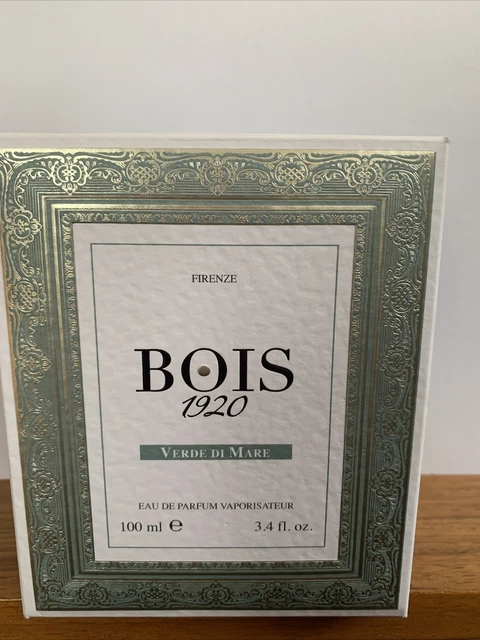 FIRENZE
BOIS
1920
VERDE DI MARE
EAU DE PARFUM VAPORISATEUR
100 ml ℮ 3.4 fl. oz.